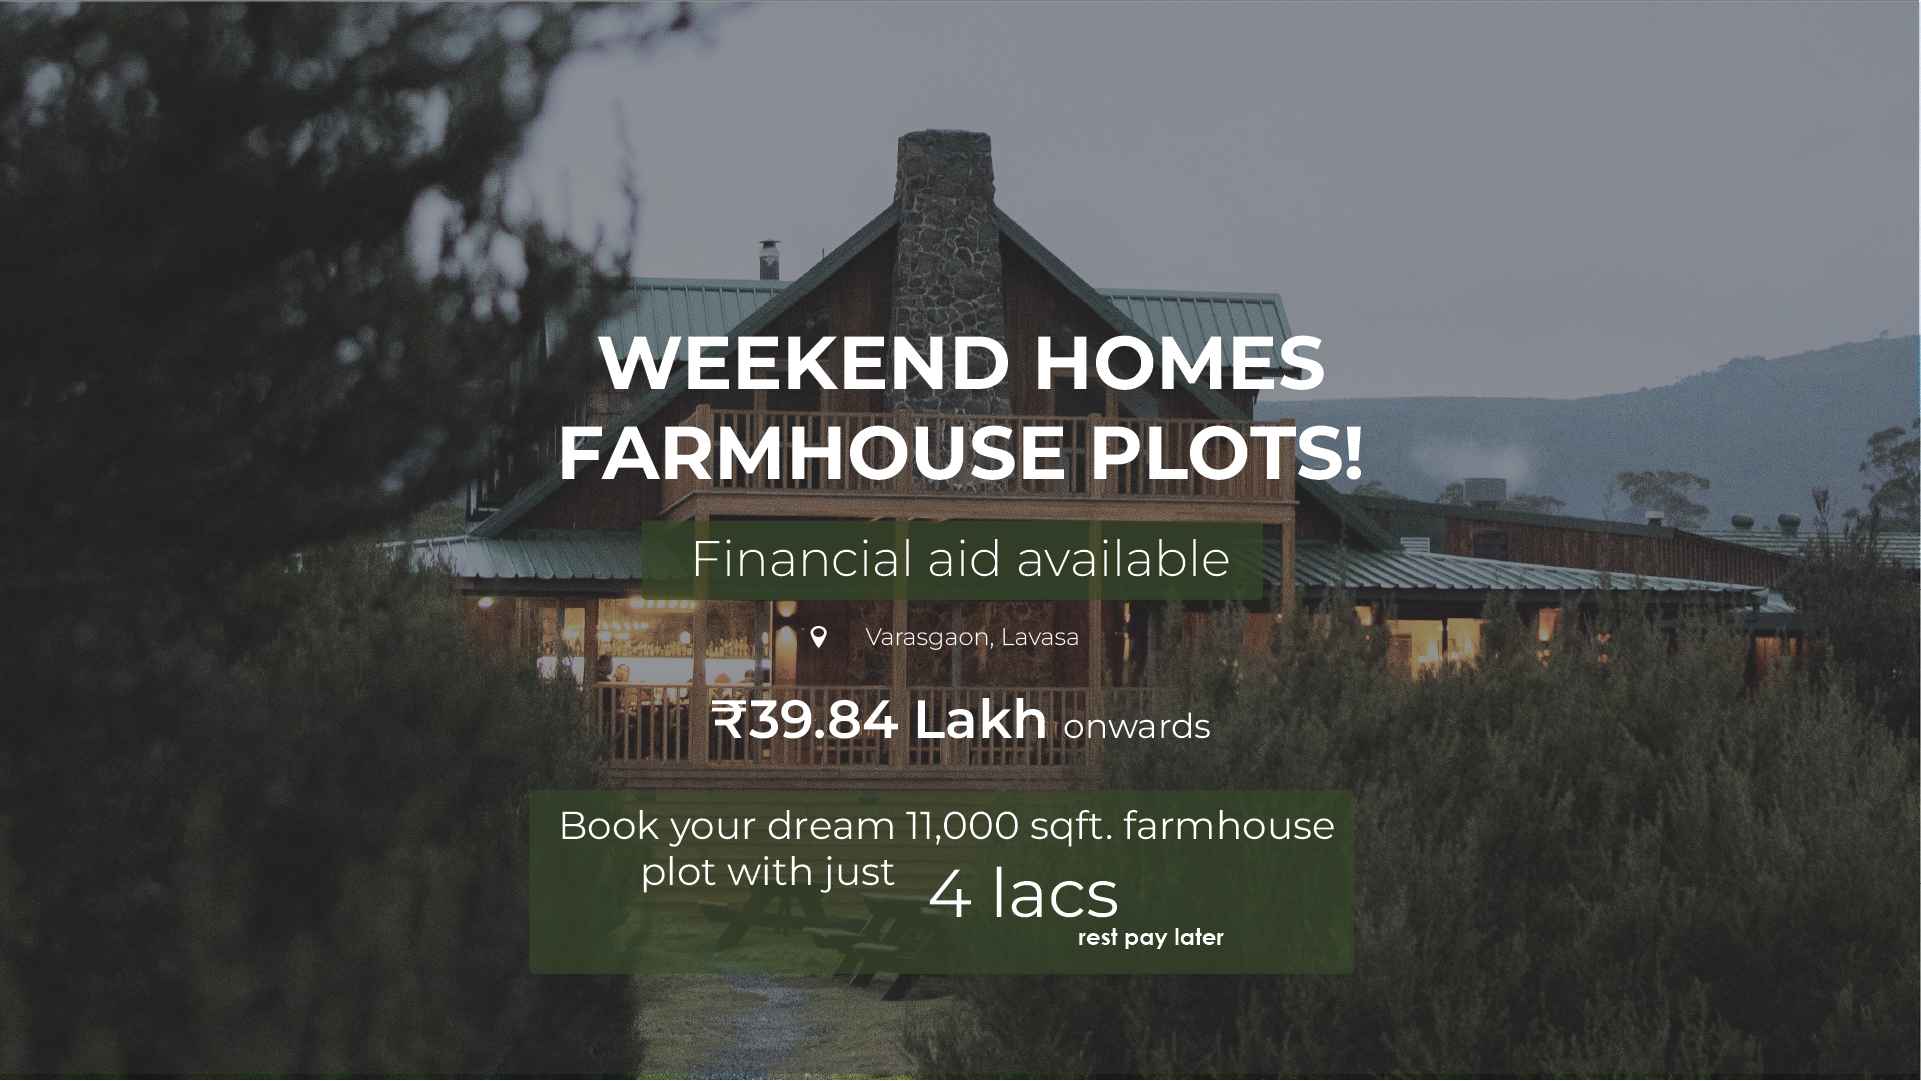 WEEKEND HOMES
FARMHOUSE PLOTS!
Financial aid available
Varasgaon, Lavasa
₹39.84 Lakh onwards
Book your dream 11,000 sqft. farmhouse
plot with just 4 lacs
rest pay later